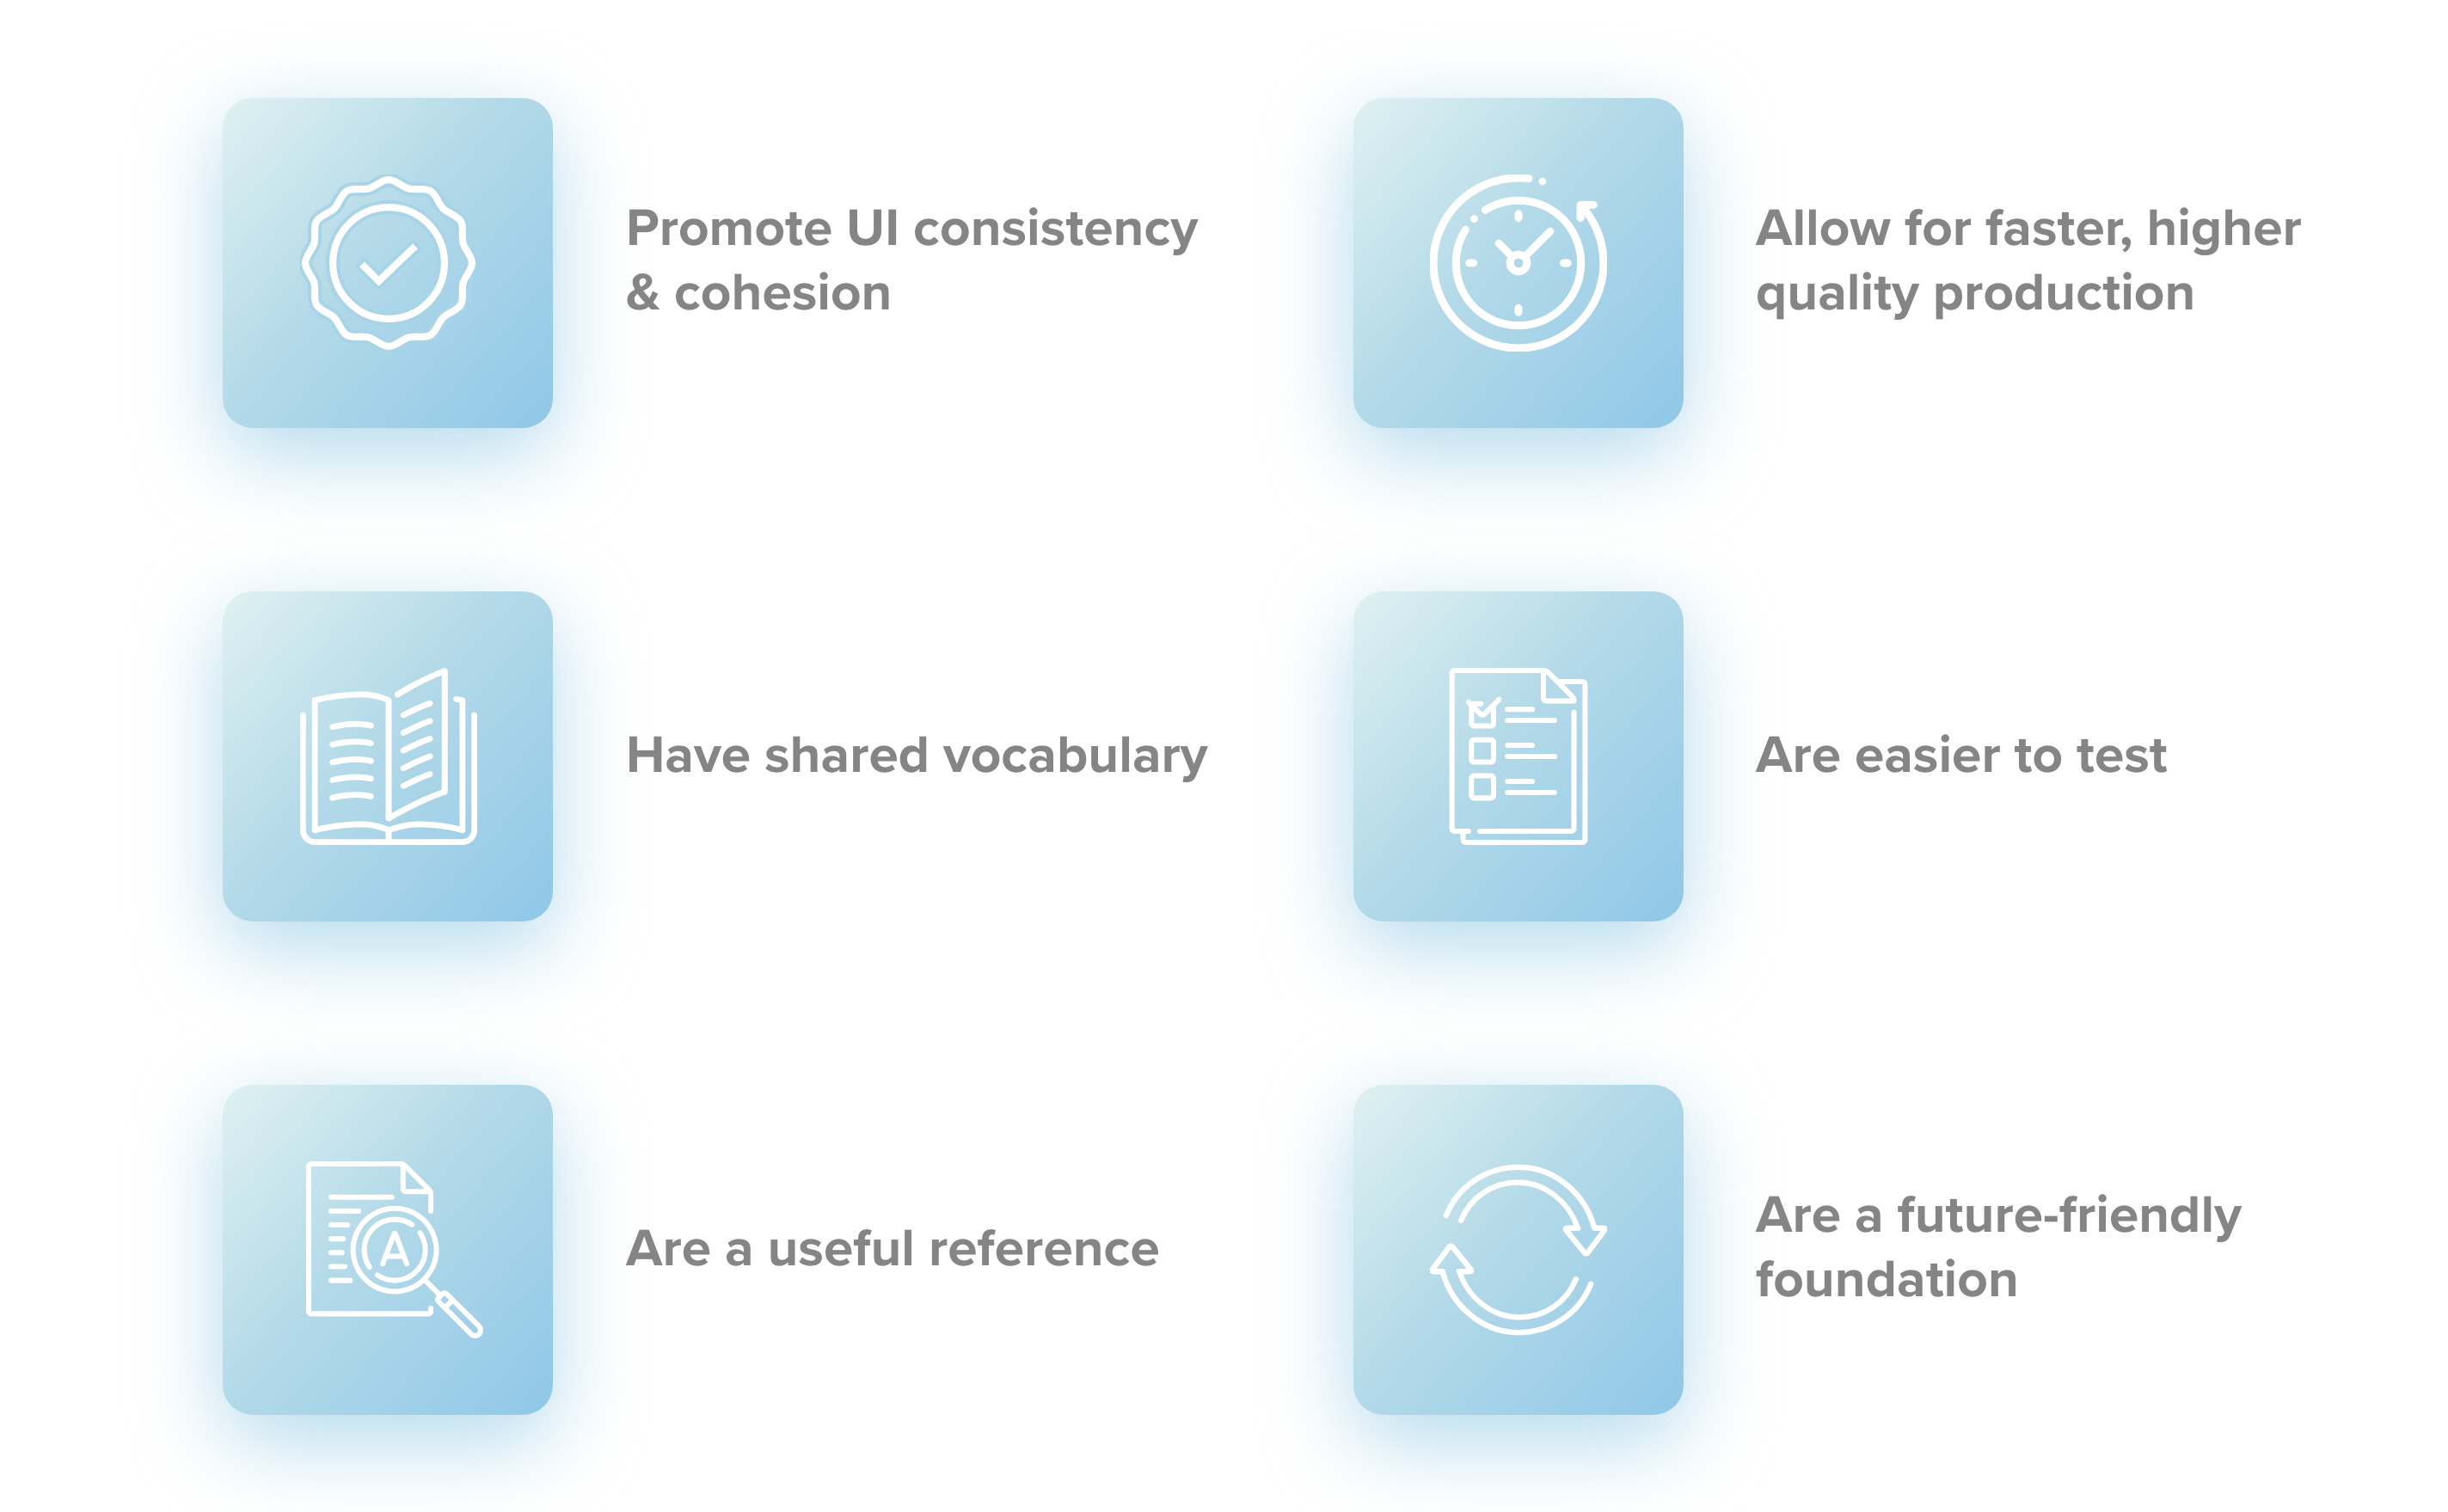 Promote UI consistency
& cohesion
Allow for faster, higher
quality production
Have shared vocabulary
Are easier to test
A
Are a useful reference
Are a future-friendly
foundation